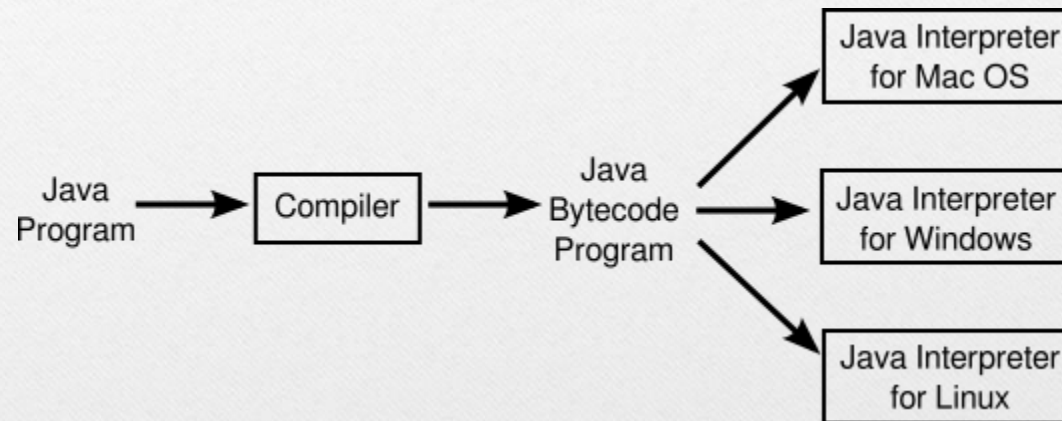 Java
Program
Compiler
Java
Bytecode
Program
Java Interpreter
for Mac OS
Java Interpreter
for Windows
Java Interpreter
for Linux